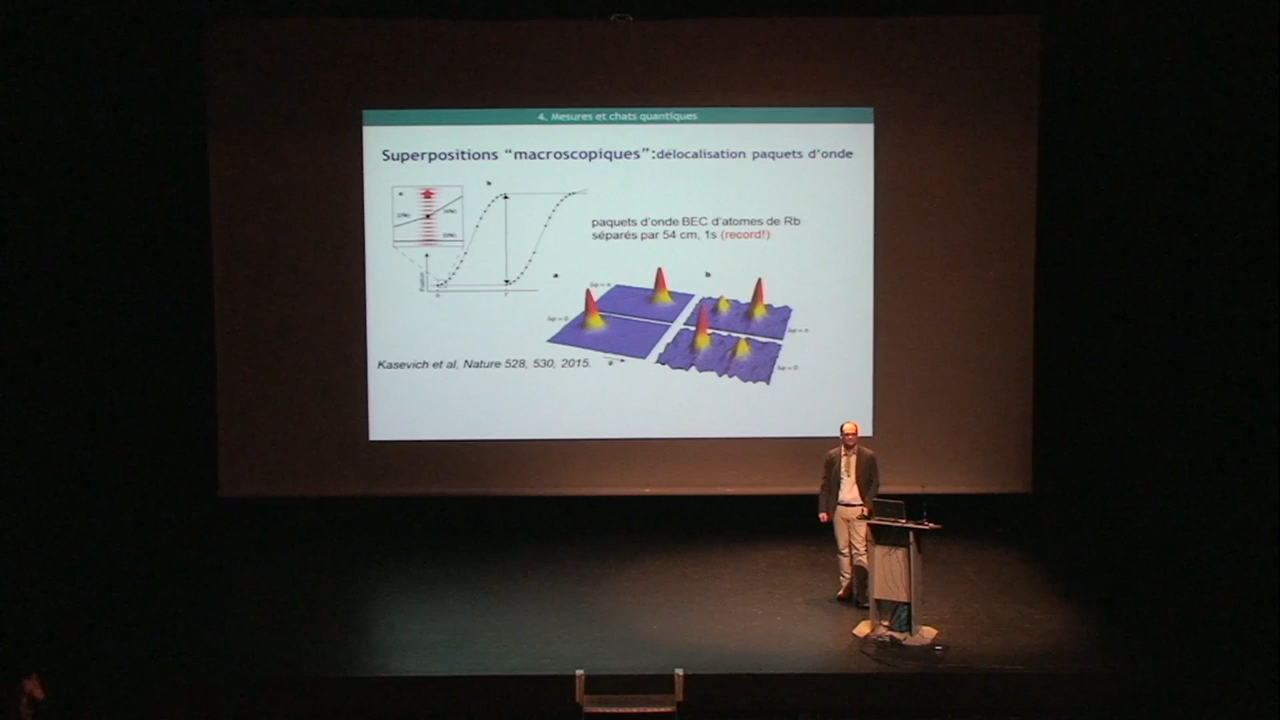 4. Mesures et chats quantiques
Superpositions “macroscopiques”:délocalisation paquets d’onde
b
paquets d’onde BEC d’atomes de Rb
séparés par 54 cm, 1s (record!)
a
b
Kasevich et al, Nature 528, 530, 2015.